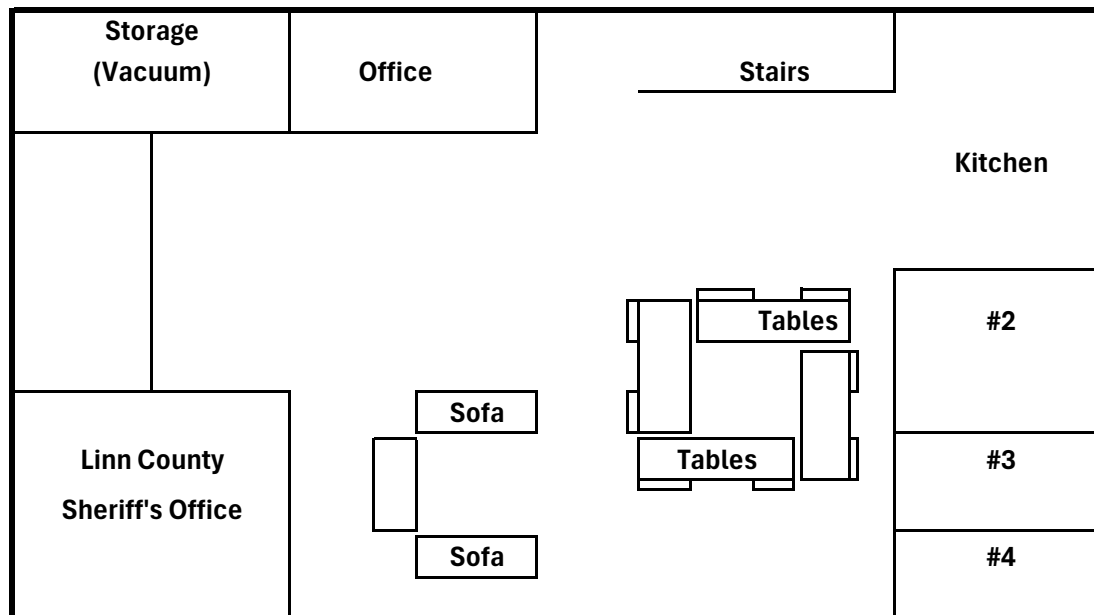 Storage
(Vacuum)
Office
Stairs
Kitchen
Tables
#2
Sofa
Linn County
Sheriff's Office
Tables
#3
Sofa
#4